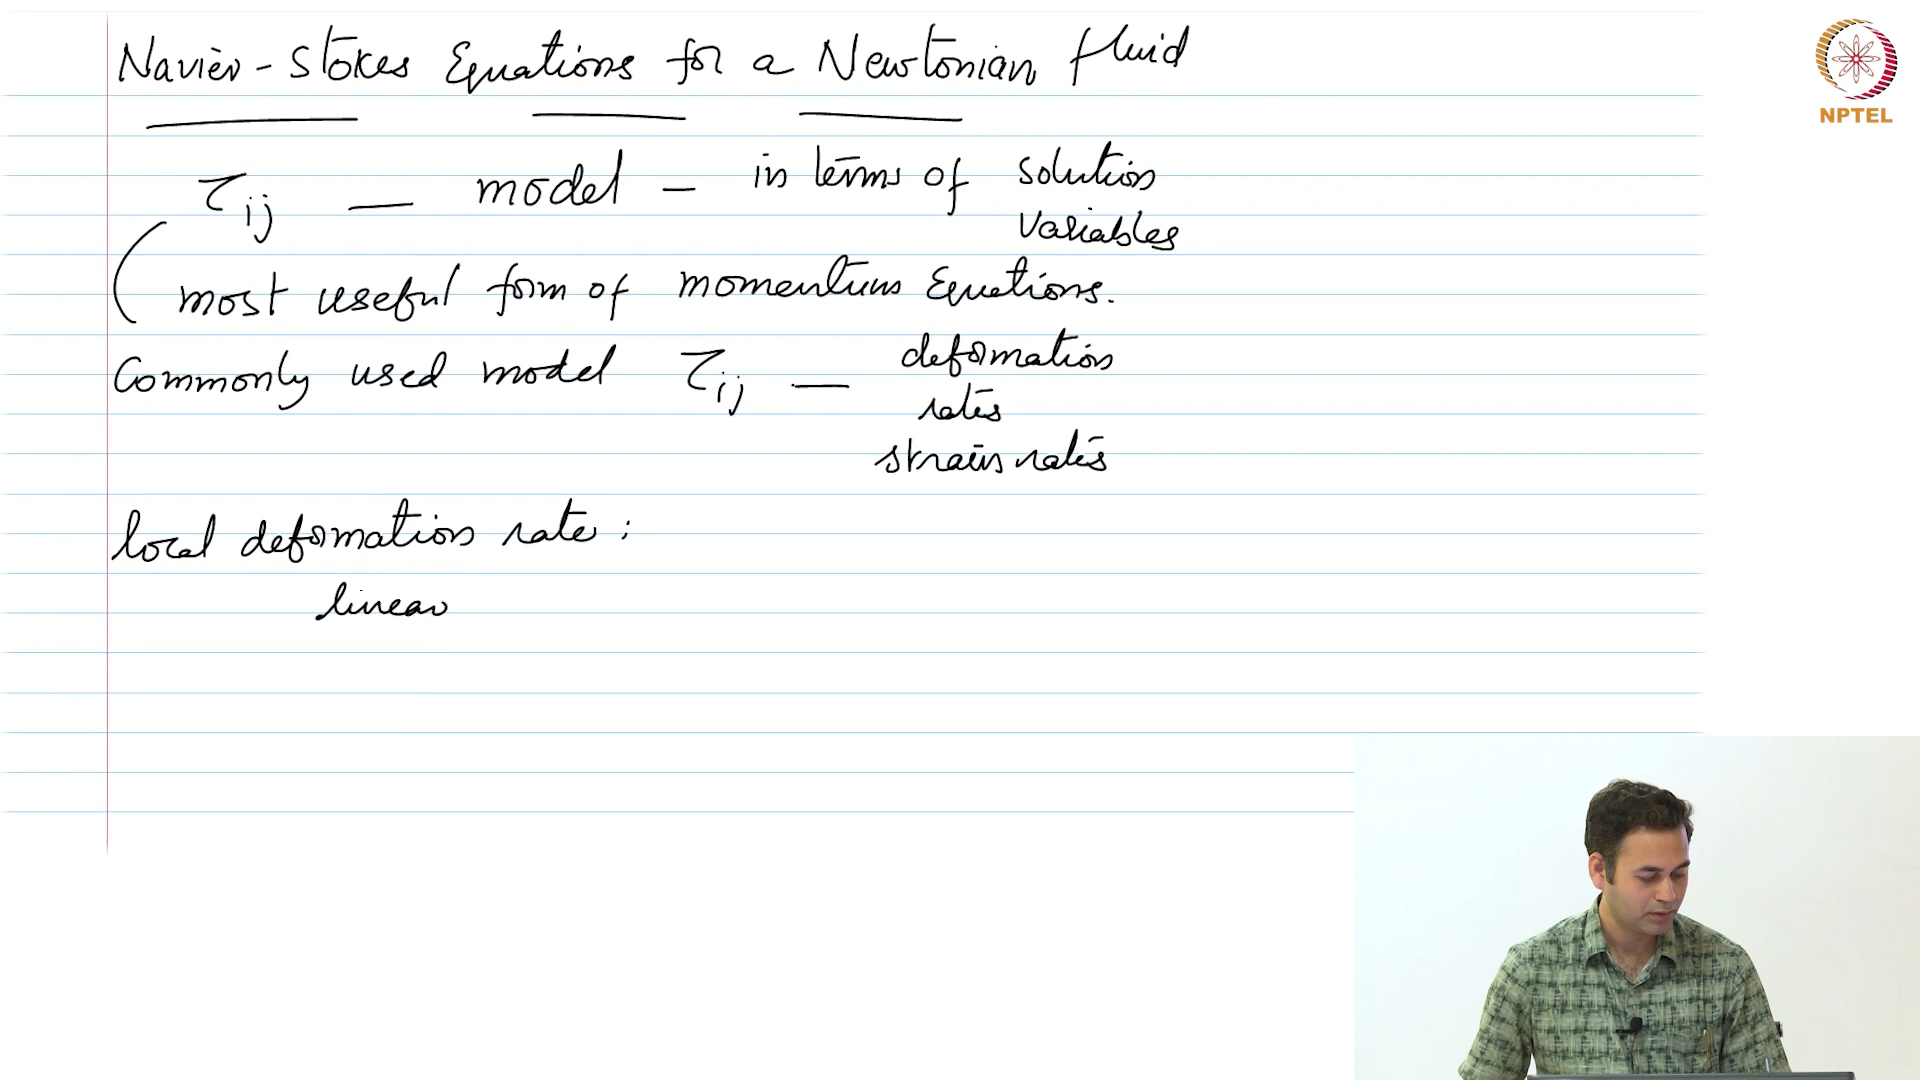 Navier-Stokes Equations for a Newtonian fluid
NPTEL
τij — model – in terms of solution
variables
most useful form of momentum Equations.
Commonly used model τij — deformation
rates
strain rates
local deformation rate :
linear